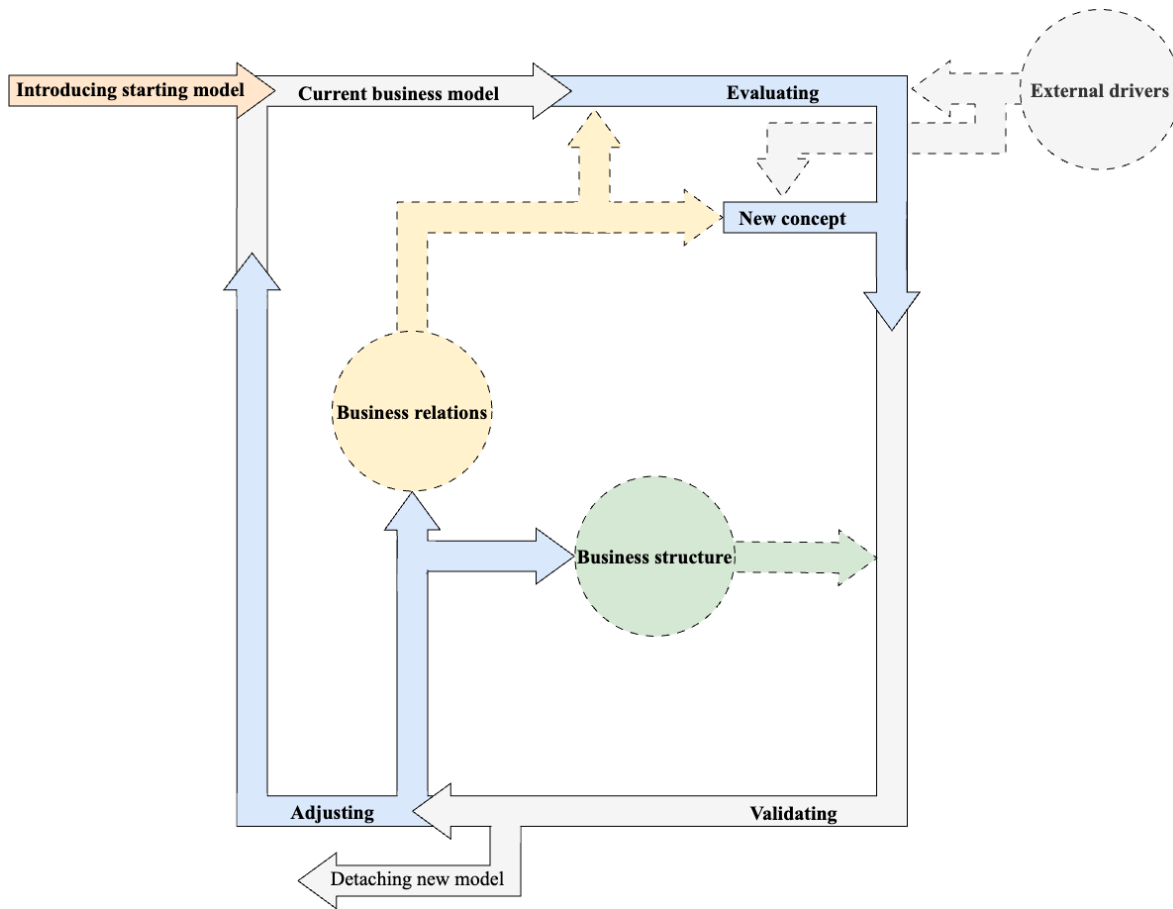 Introducing starting model
Current business model
Evaluating
External drivers
New concept
Business relations
Business structure
Adjusting
Validating
Detaching new model